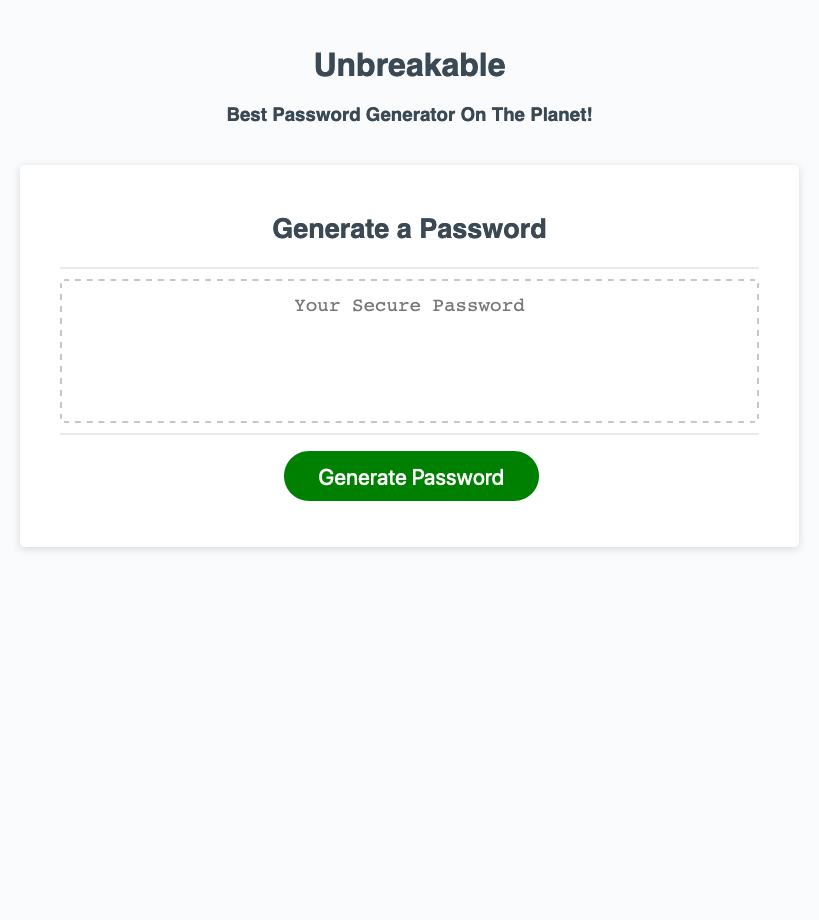 Unbreakable
Best Password Generator On The Planet!
Generate a Password
Your Secure Password
Generate Password